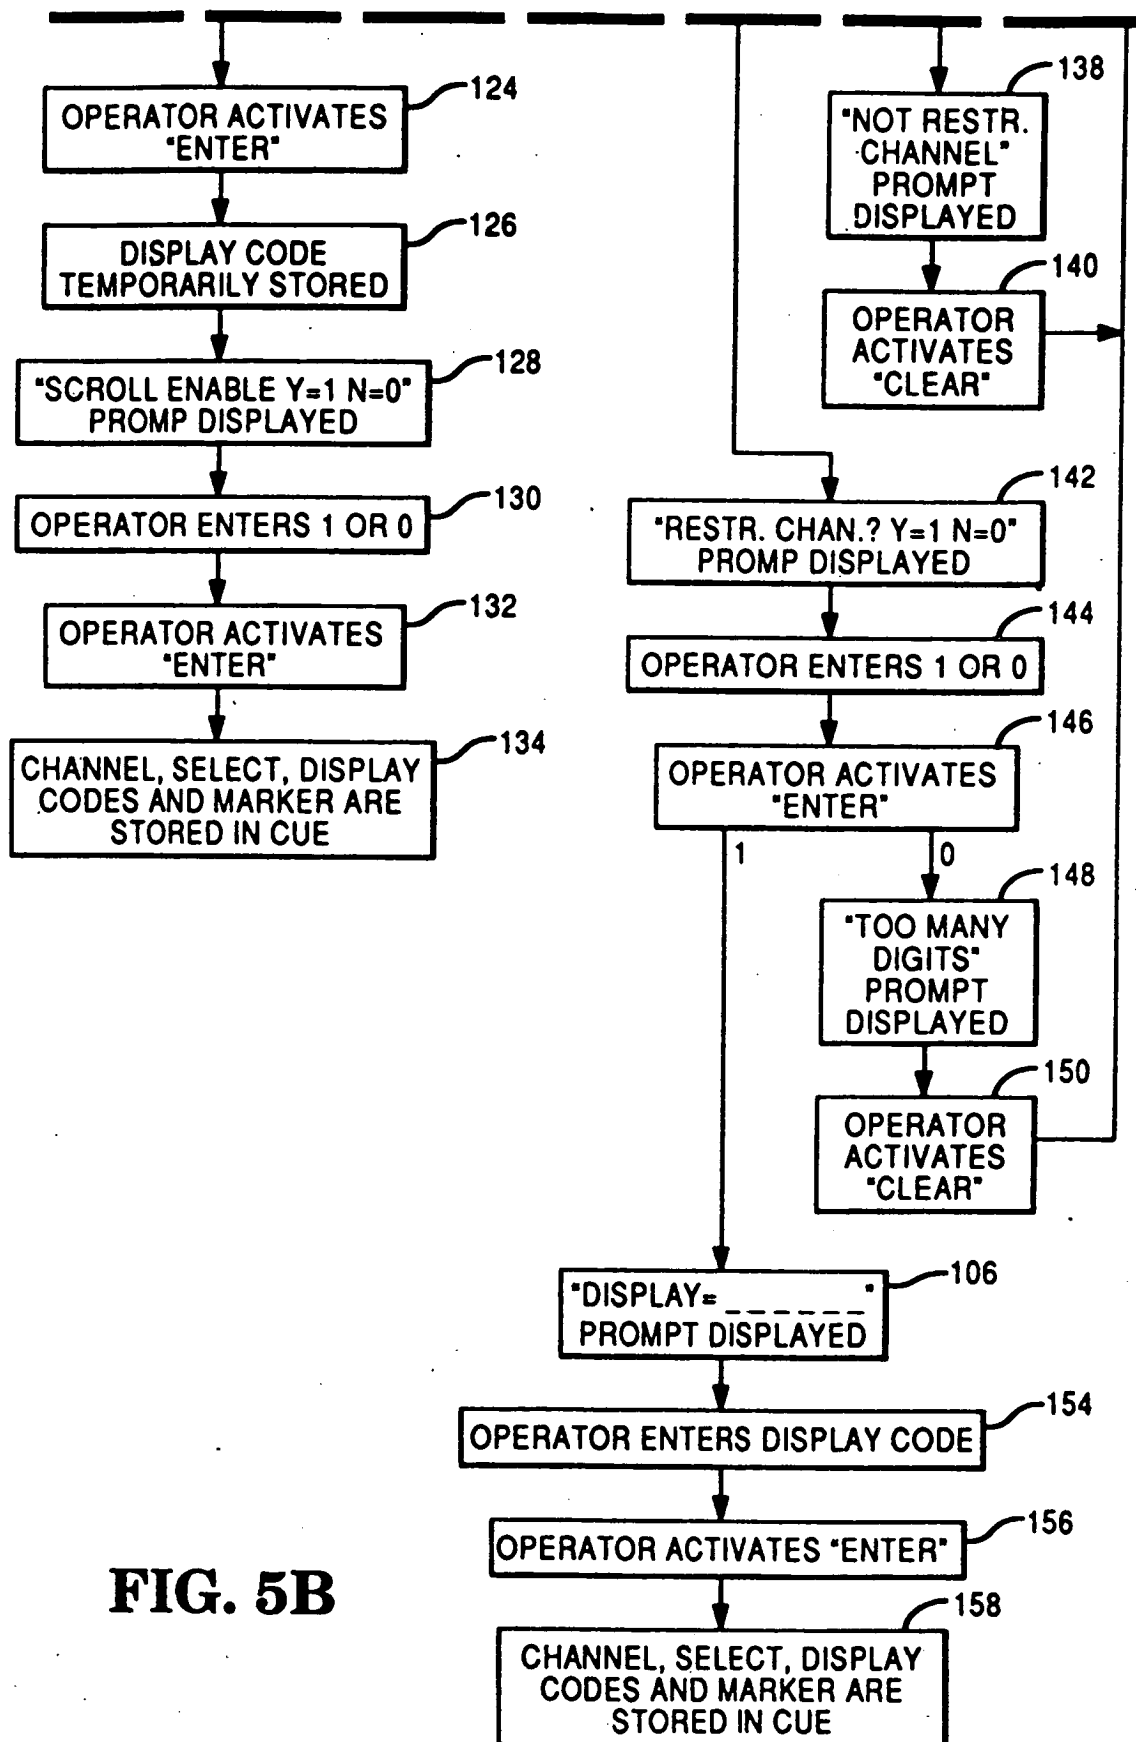 124
OPERATOR ACTIVATES
"ENTER"
126
DISPLAY CODE
TEMPORARILY STORED
128
"SCROLL ENABLE Y=1 N=0"
PROMP DISPLAYED
130
OPERATOR ENTERS 1 OR 0
132
OPERATOR ACTIVATES
"ENTER"
134
CHANNEL, SELECT, DISPLAY
CODES AND MARKER ARE
STORED IN CUE
138
"NOT RESTR.
CHANNEL"
PROMPT
DISPLAYED
140
OPERATOR
ACTIVATES
"CLEAR"
142
"RESTR. CHAN.? Y=1 N=0"
PROMP DISPLAYED
144
OPERATOR ENTERS 1 OR 0
146
OPERATOR ACTIVATES
"ENTER"
1
0
148
"TOO MANY
DIGITS"
PROMPT
DISPLAYED
150
OPERATOR
ACTIVATES
"CLEAR"
106
"DISPLAY= _ _ _ _ _ _"
PROMPT DISPLAYED
154
OPERATOR ENTERS DISPLAY CODE
156
OPERATOR ACTIVATES "ENTER"
158
CHANNEL, SELECT, DISPLAY
CODES AND MARKER ARE
STORED IN CUE
FIG. 5B